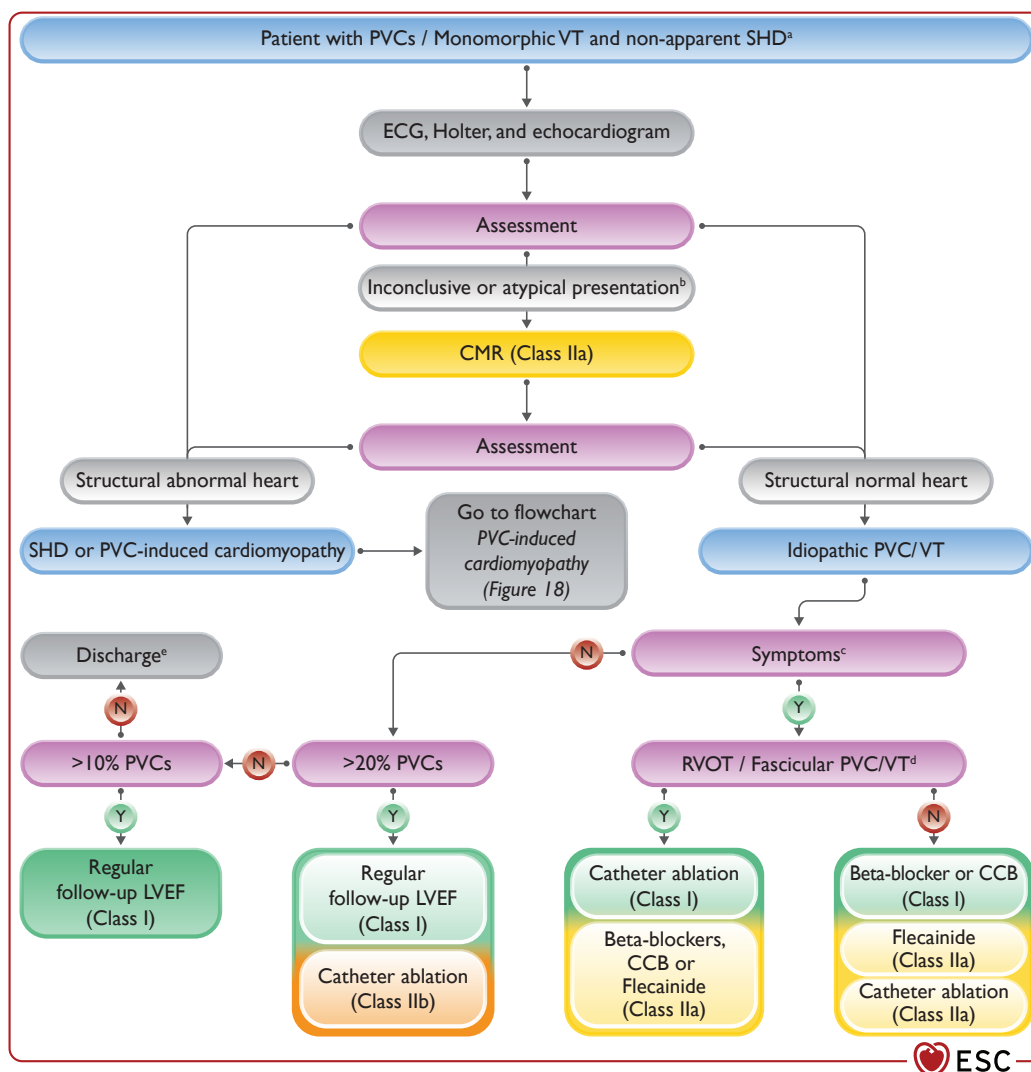 Patient with PVCs / Monomorphic VT and non-apparent SHDᵃ
ECG, Holter, and echocardiogram
Assessment
Inconclusive or atypical presentationᵇ
CMR (Class IIa)
Assessment
Structural abnormal heart
Structural normal heart
SHD or PVC-induced cardiomyopathy
Go to flowchart
PVC-induced
cardiomyopathy
(Figure 18)
Idiopathic PVC/VT
Dischargeᵉ
N
Symptomsᶜ
N
Y
>10% PVCs
N
>20% PVCs
RVOT / Fascicular PVC/VTᵈ
Y
Y
Y
N
Regular
follow-up LVEF
(Class I)
Regular
follow-up LVEF
(Class I)
Catheter ablation
(Class IIb)
Catheter ablation
(Class I)
Beta-blockers,
CCB or
Flecainide
(Class IIa)
Beta-blocker or CCB
(Class I)
Flecainide
(Class IIa)
Catheter ablation
(Class IIa)
ESC